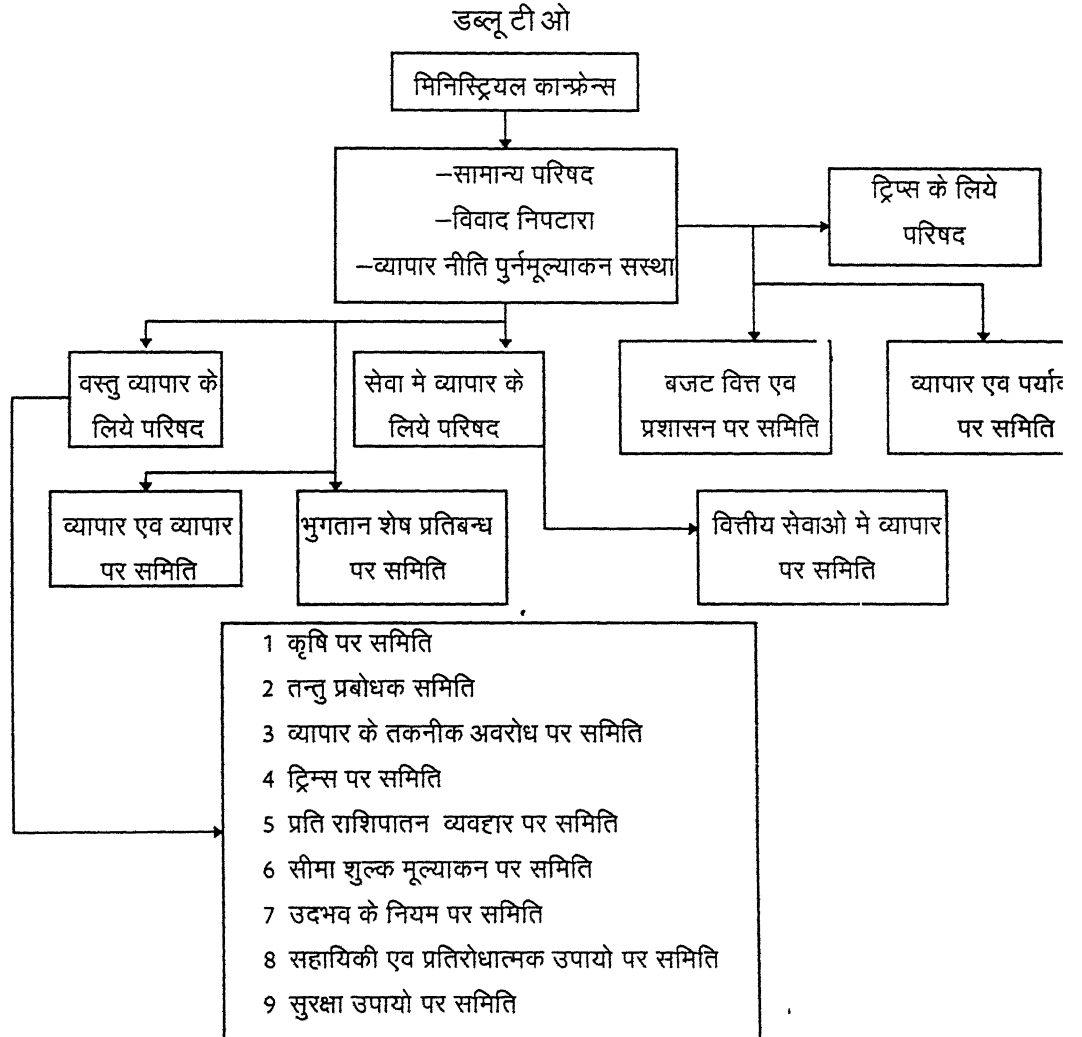 डब्लू टी ओ
मिनिस्ट्रियल कान्फ्रेन्स
–सामान्य परिषद
–विवाद निपटारा
–व्यापार नीति पुर्नमूल्याकन सस्था
ट्रिप्स के लिये
परिषद
वस्तु व्यापार के
लिये परिषद
सेवा मे व्यापार के
लिये परिषद
बजट वित्त एव
प्रशासन पर समिति
व्यापार एव
पर समिति
व्यापार एव व्यापार
पर समिति
भुगतान शेष प्रतिबन्ध
पर समिति
वित्तीय सेवाओ मे व्यापार
पर समिति
1 कृषि पर समिति
2 तन्तु प्रबोधक समिति
3 व्यापार के तकनीक अवरोध पर समिति
4 ट्रिम्स पर समिति
5 प्रति राशिपातन व्यवहार पर समिति
6 सीमा शुल्क मूल्याकन पर समिति
7 उदभव के नियम पर समिति
8 सहायिकी एव प्रतिरोधात्मक उपायो पर समिति
9 सुरक्षा उपायो पर समिति